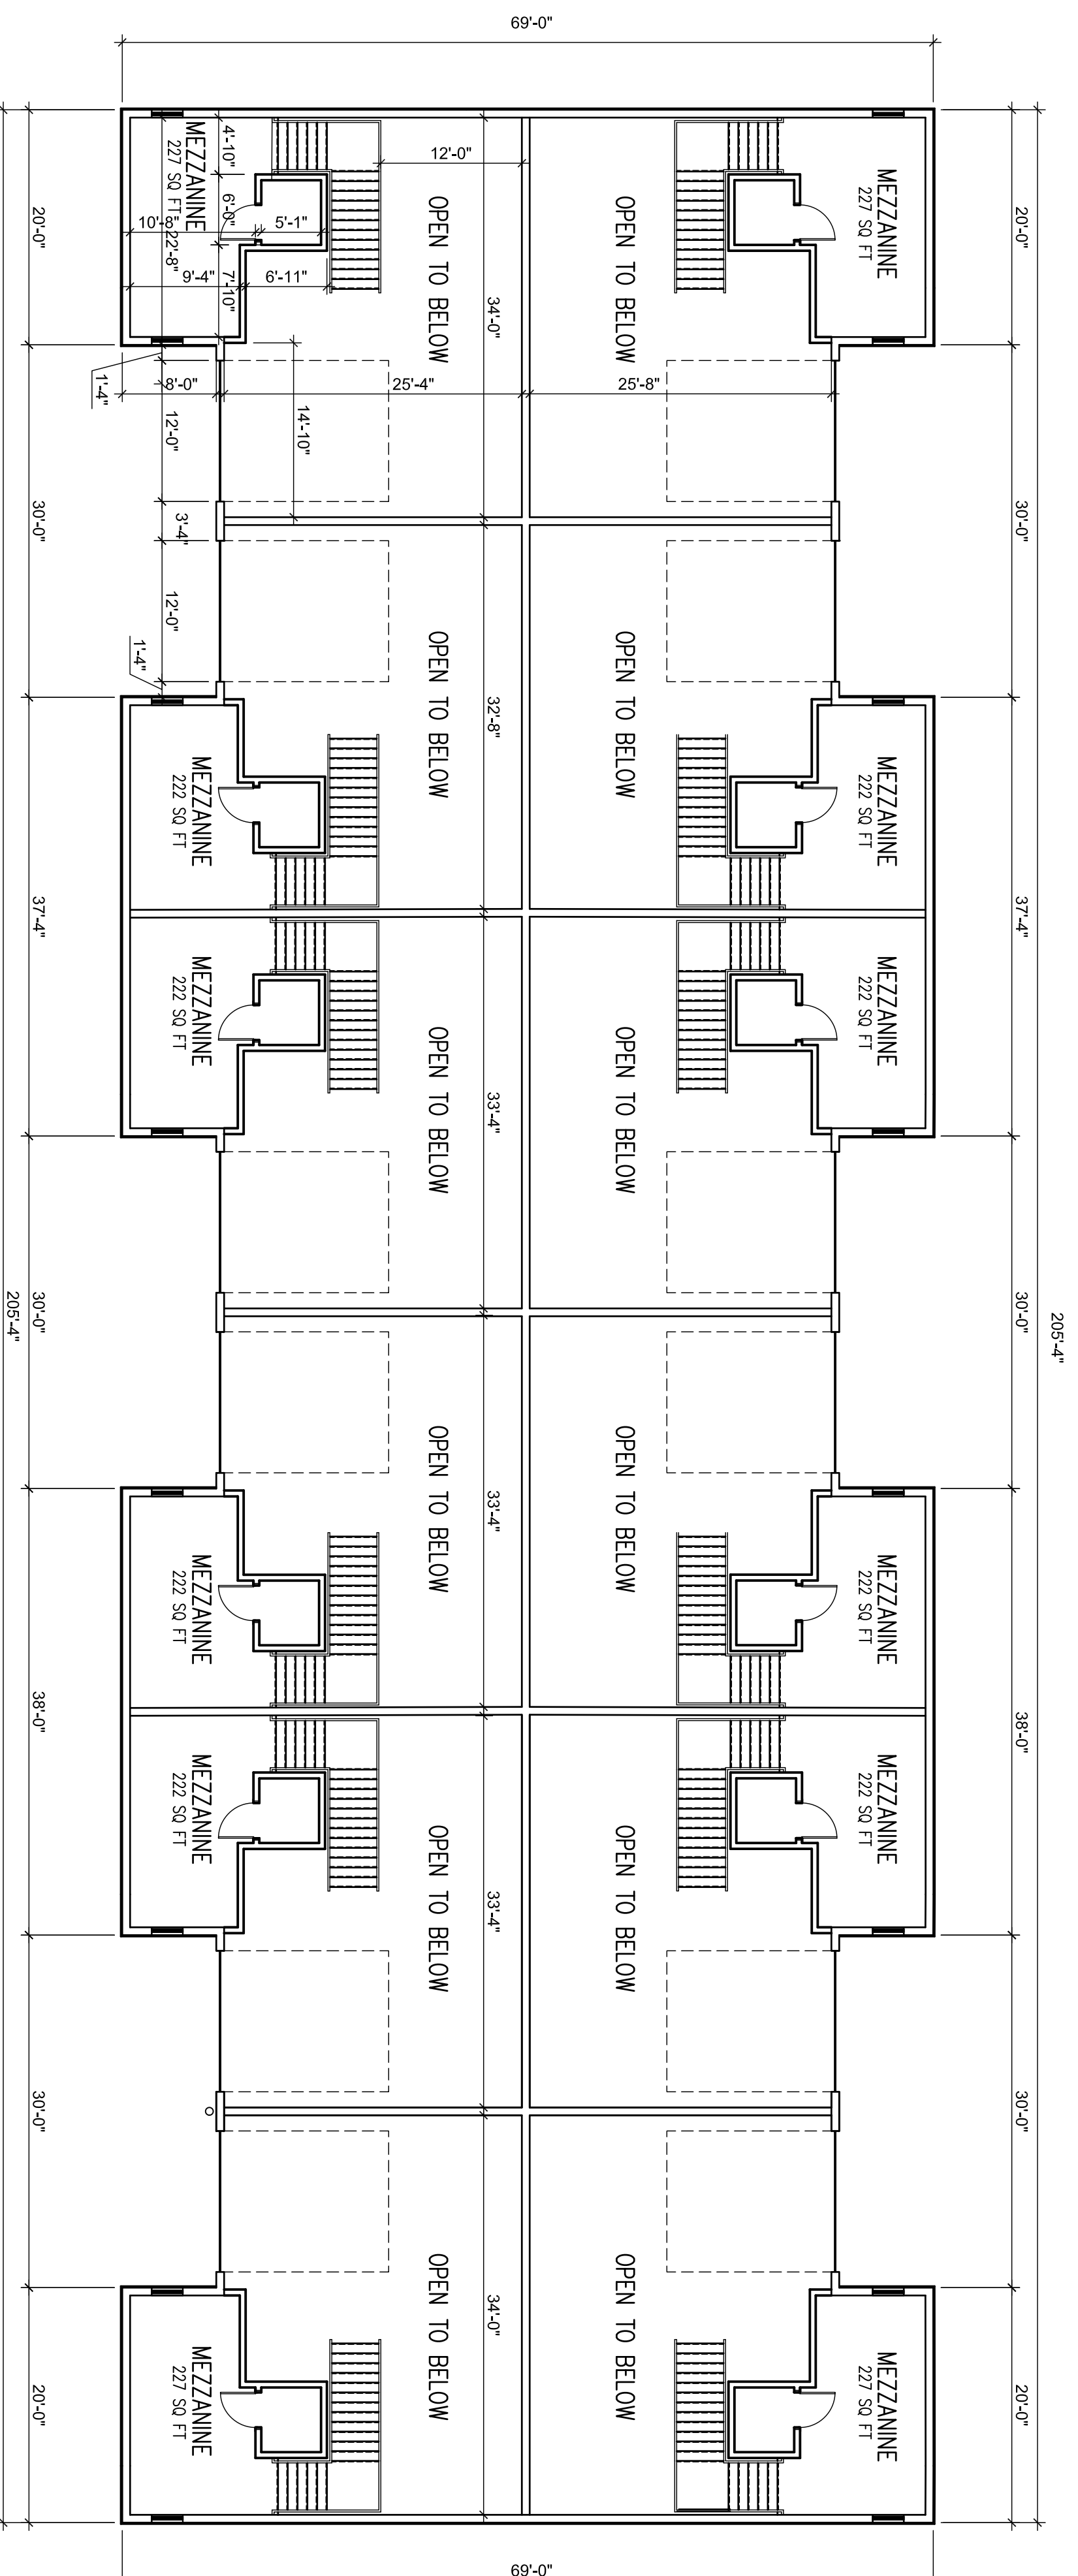 69'-0"
205'-4"
20'-0"
30'-0"
37'-4"
30'-0"
38'-0"
30'-0"
20'-0"
MEZZANINE
227 SQ FT
MEZZANINE
222 SQ FT
MEZZANINE
222 SQ FT
MEZZANINE
222 SQ FT
MEZZANINE
222 SQ FT
MEZZANINE
227 SQ FT
OPEN TO BELOW
OPEN TO BELOW
OPEN TO BELOW
OPEN TO BELOW
OPEN TO BELOW
OPEN TO BELOW
25'-8"
34'-0"
32'-8"
33'-4"
33'-4"
33'-4"
34'-0"
12'-0"
25'-4"
OPEN TO BELOW
OPEN TO BELOW
OPEN TO BELOW
OPEN TO BELOW
OPEN TO BELOW
OPEN TO BELOW
14'-10"
5'-1"
6'-11"
4'-10"
6'-0"
7'-10"
MEZZANINE
227 SQ FT
10'-8
22'-8"
9'-4"
8'-0"
1'-4"
12'-0"
3'-4"
12'-0"
1'-4"
MEZZANINE
222 SQ FT
MEZZANINE
222 SQ FT
MEZZANINE
222 SQ FT
MEZZANINE
222 SQ FT
MEZZANINE
227 SQ FT
20'-0"
30'-0"
37'-4"
30'-0"
38'-0"
30'-0"
20'-0"
205'-4"
69'-0"